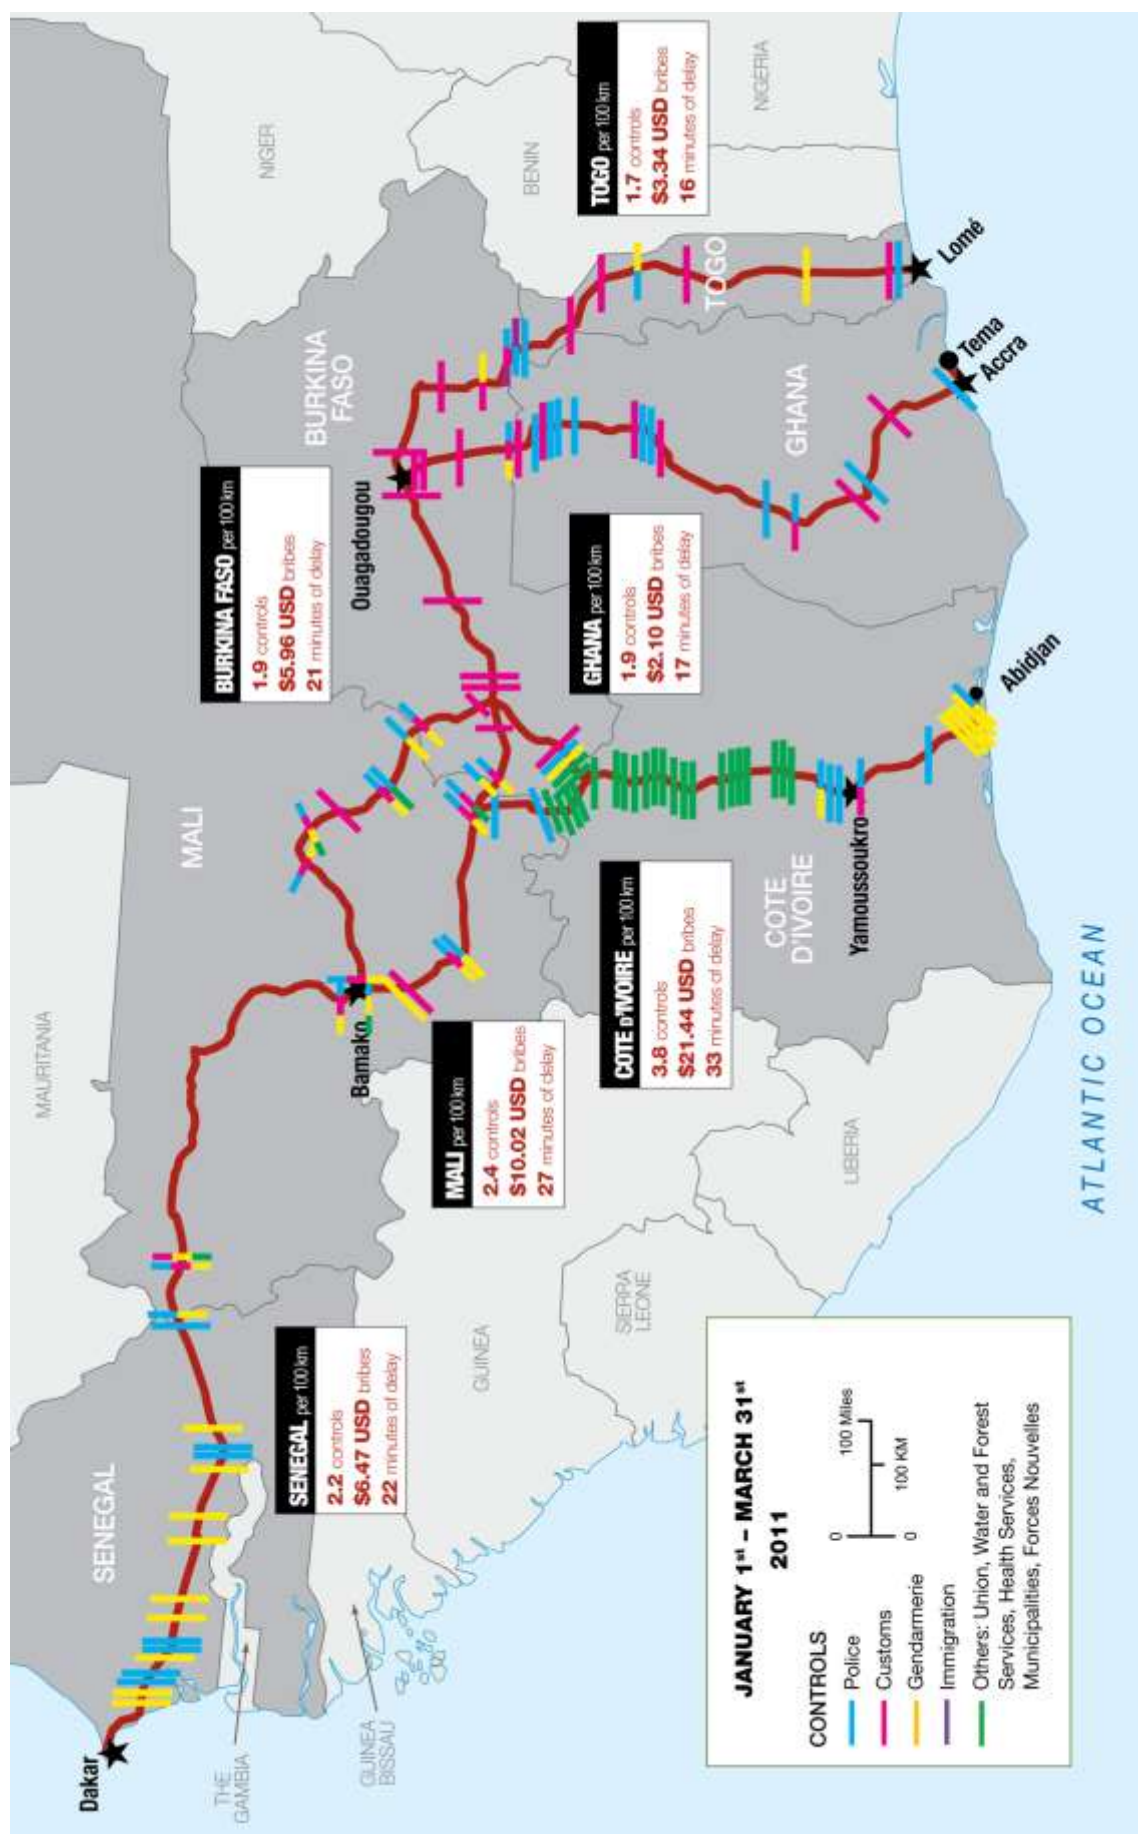 MAURITANIA
MALI
NIGER
SENEGAL
BURKINA
FASO
BENIN
NIGERIA
TOGO
GHANA
COTE
D'IVOIRE
GUINEA
SIERRA
LEONE
LIBERIA
THE
GAMBIA
GUINEA
BISSAU
Dakar
Bamako
Ouagadougou
Yamoussoukro
Abidjan
Tema
Accra
Lomé
ATLANTIC OCEAN
SENEGAL per 100 km
2.2 controls
$6.47 USD bribes
22 minutes of delay
MALI per 100 km
2.4 controls
$10.02 USD bribes
27 minutes of delay
BURKINA FASO per 100 km
1.9 controls
$5.96 USD bribes
21 minutes of delay
COTE D'IVOIRE per 100 km
3.8 controls
$21.44 USD bribes
33 minutes of delay
GHANA per 100 km
1.9 controls
$2.10 USD bribes
17 minutes of delay
TOGO per 100 km
1.7 controls
$3.34 USD bribes
16 minutes of delay
JANUARY 1st – MARCH 31st
2011
CONTROLS
Police
Customs
Gendarmerie
Immigration
Others: Union, Water and Forest
Services, Health Services,
Municipalities, Forces Nouvelles
0
100 Miles
0
100 KM